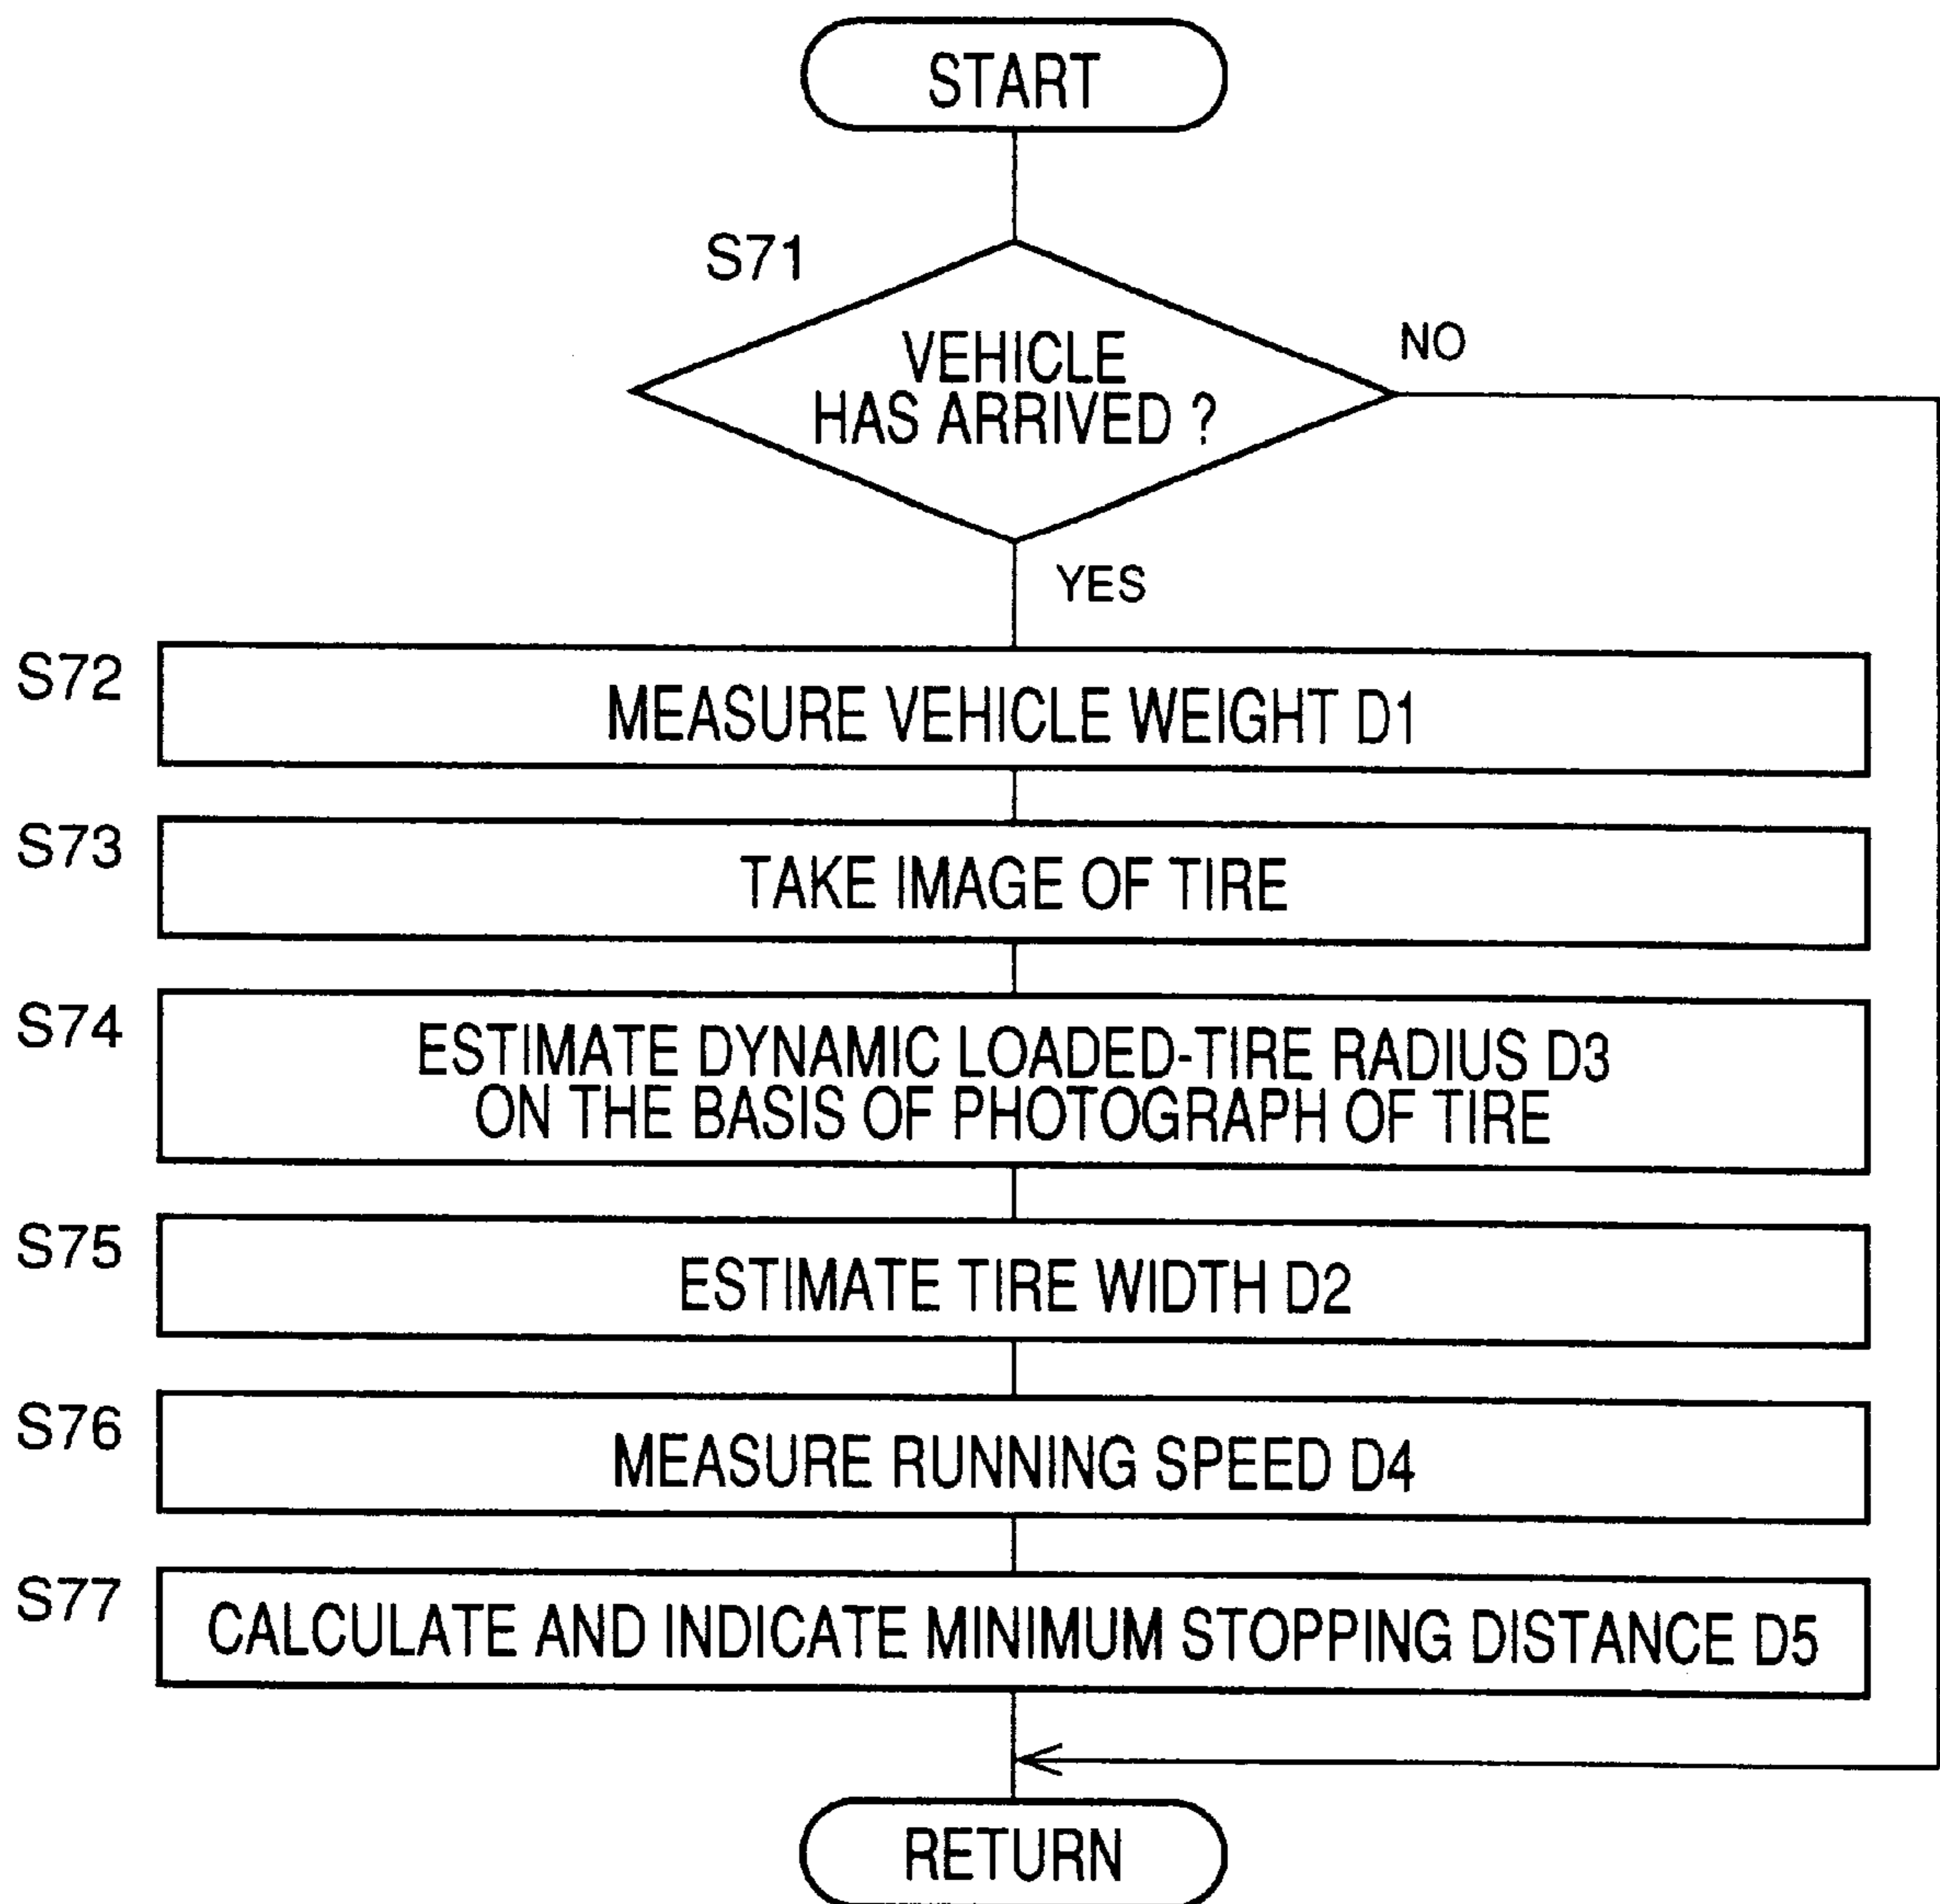 START
S71
VEHICLE
HAS ARRIVED ?
NO
YES
S72
MEASURE VEHICLE WEIGHT D1
S73
TAKE IMAGE OF TIRE
S74
ESTIMATE DYNAMIC LOADED-TIRE RADIUS D3
ON THE BASIS OF PHOTOGRAPH OF TIRE
S75
ESTIMATE TIRE WIDTH D2
S76
MEASURE RUNNING SPEED D4
S77
CALCULATE AND INDICATE MINIMUM STOPPING DISTANCE D5
RETURN